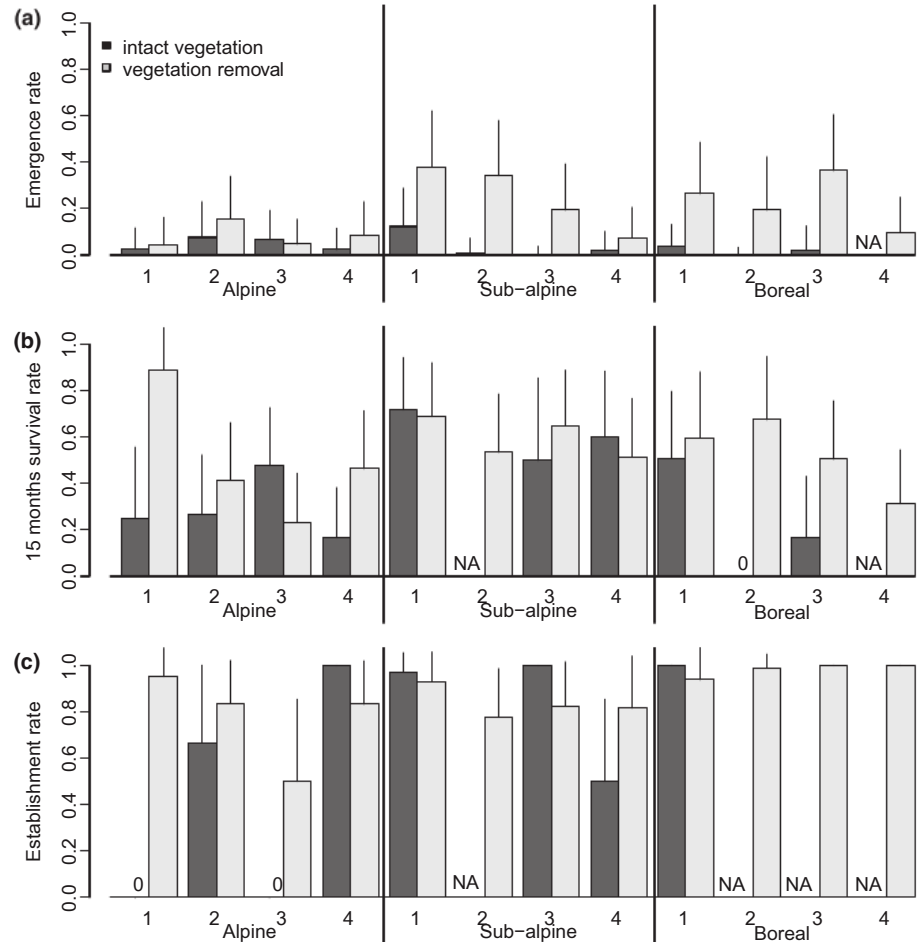 (a)
Emergence rate
0.0 0.2 0.4 0.6 0.8 1.0
intact vegetation
vegetation removal
NA
1 2 3 4 1 2 3 4 1 2 3 4
Alpine Sub−alpine Boreal
(b)
15 months survival rate
0.0 0.2 0.4 0.6 0.8 1.0
NA 0 NA
1 2 3 4 1 2 3 4 1 2 3 4
Alpine Sub−alpine Boreal
(c)
Establishment rate
0.0 0.2 0.4 0.6 0.8 1.0
0 0 NA NA NA NA
1 2 3 4 1 2 3 4 1 2 3 4
Alpine Sub−alpine Boreal